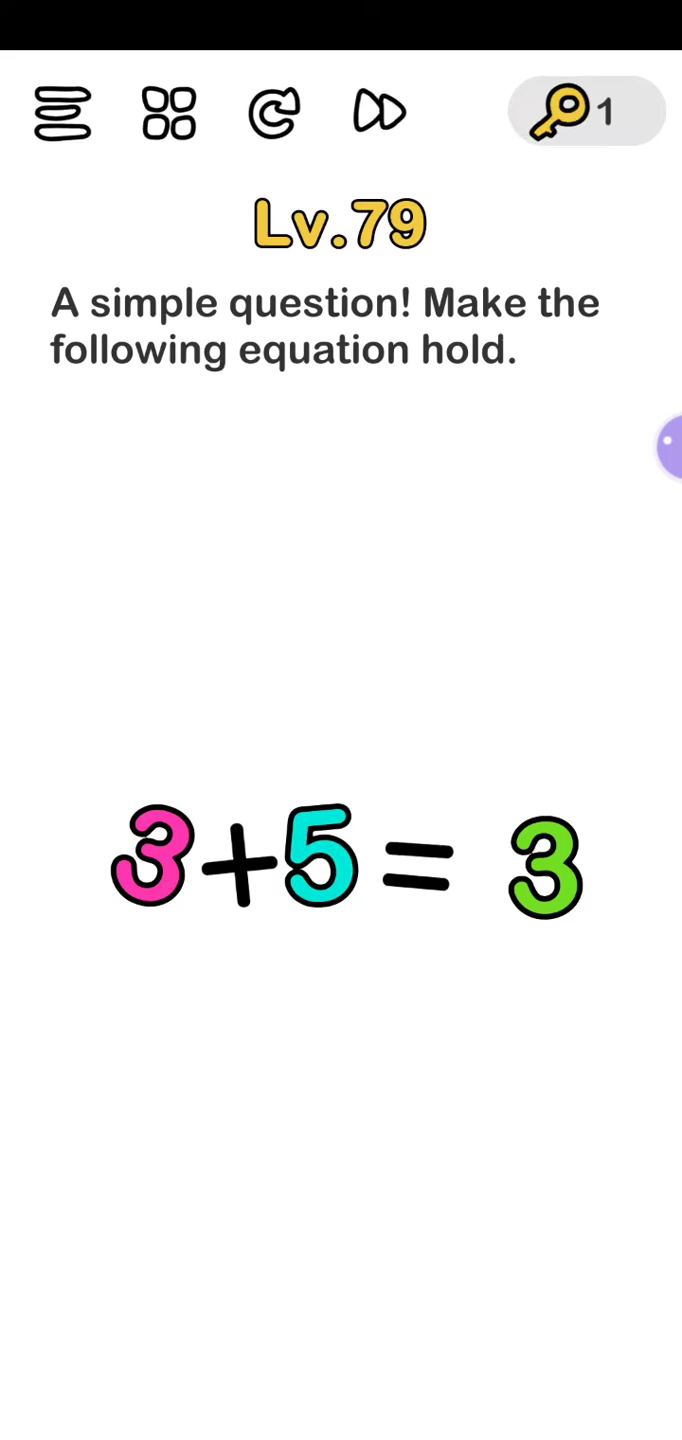 1
Lv.79
A simple question! Make the
following equation hold.
3+5= 3